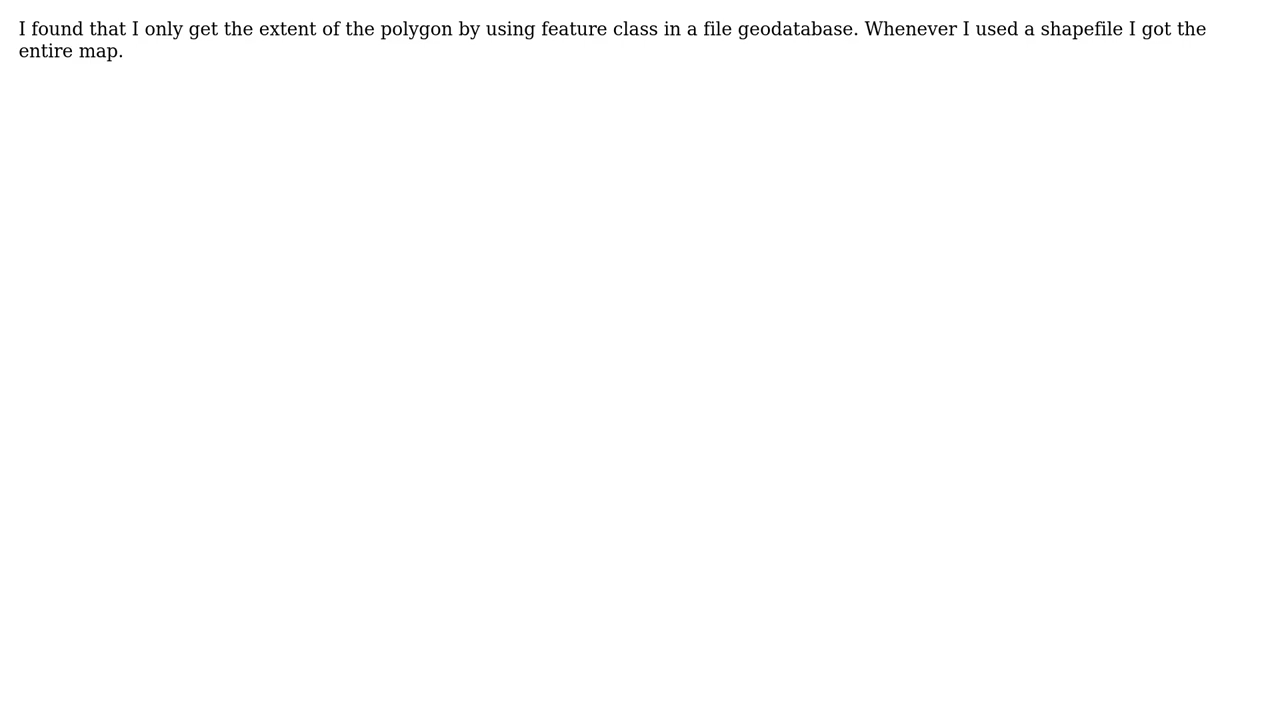 I found that I only get the extent of the polygon by using feature class in a file geodatabase. Whenever I used a shapefile I got the
entire map.